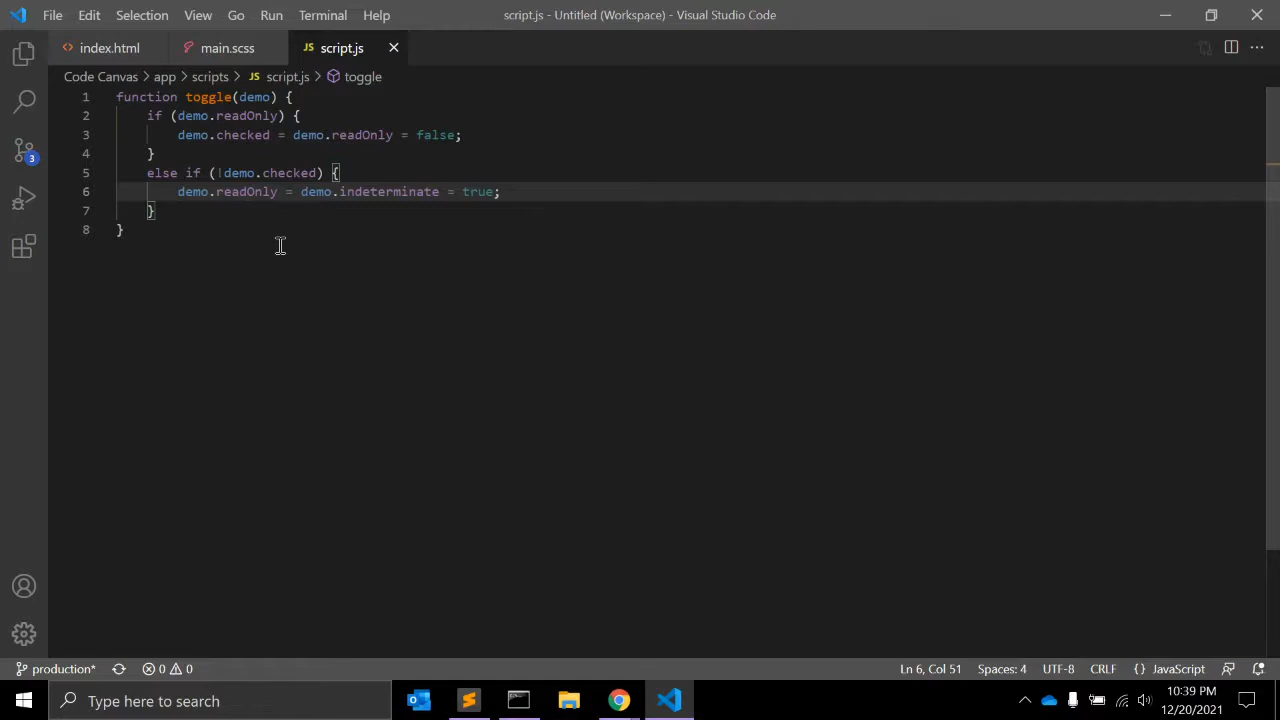 File Edit Selection View Go Run Terminal Help script.js - Untitled (Workspace) - Visual Studio Code
<> index.html main.scss JS script.js
Code Canvas > app > scripts > JS script.js > toggle
1 function toggle(demo) {
2 if (demo.readOnly) {
3 demo.checked = demo.readOnly = false;
4 }
5 else if (!demo.checked) {
6 demo.readOnly = demo.indeterminate = true;
7 }
8 }
3
production* 0 0 Ln 6, Col 51 Spaces: 4 UTF-8 CRLF {} JavaScript
Type here to search
10:39 PM
12/20/2021